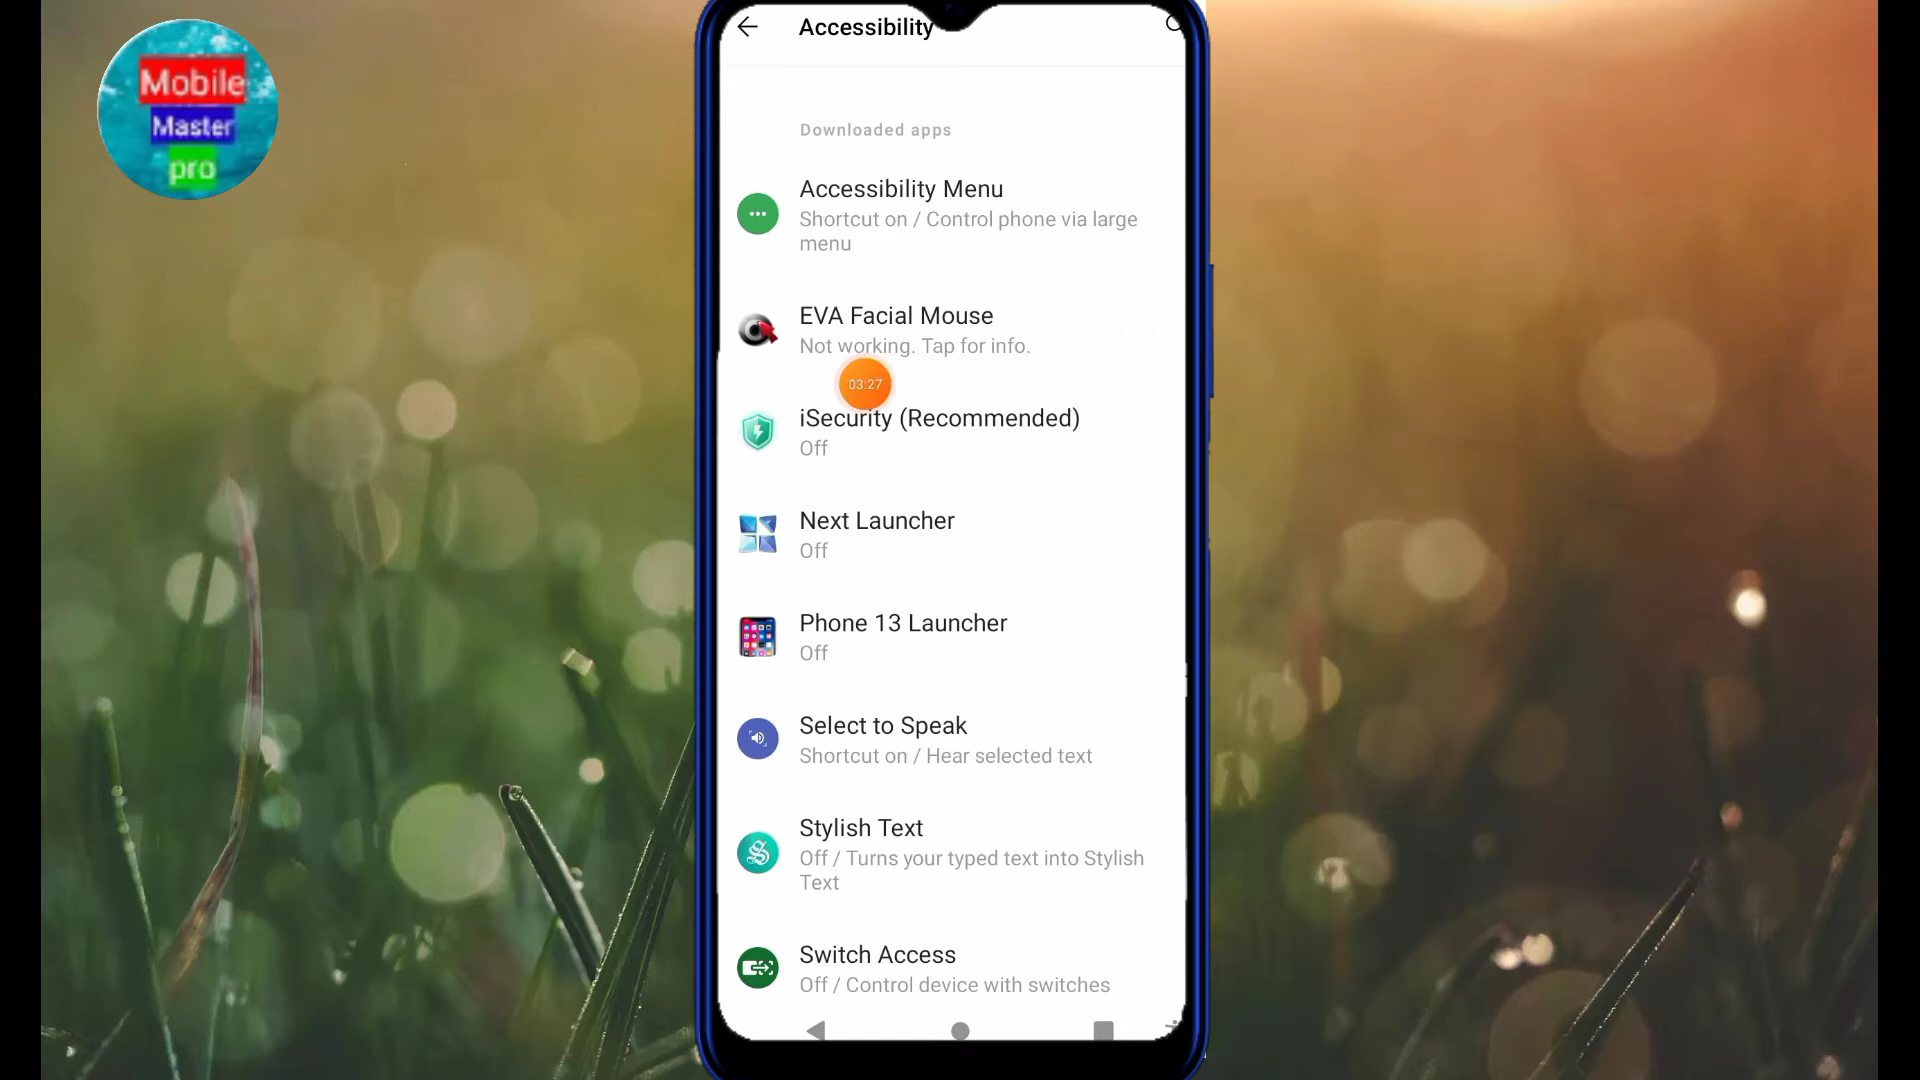 Mobile
Master
pro
Accessibility
Downloaded apps
Accessibility Menu
Shortcut on / Control phone via large
menu
EVA Facial Mouse
Not working. Tap for info.
03:27
iSecurity (Recommended)
Off
Next Launcher
Off
Phone 13 Launcher
Off
Select to Speak
Shortcut on / Hear selected text
Stylish Text
Off / Turns your typed text into Stylish
Text
Switch Access
Off / Control device with switches